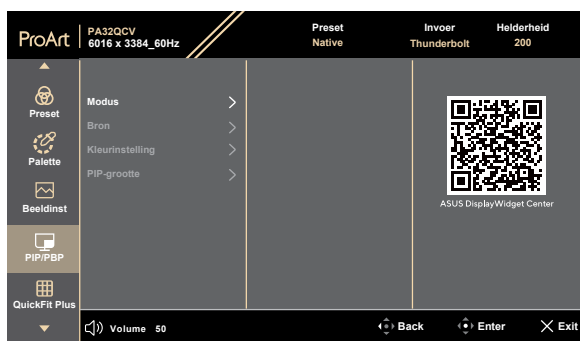 ProArt
PA32QCV
6016 x 3384_60Hz
Preset
Native
Invoer
Thunderbolt
Helderheid
200
Preset
Palette
Beeldinst
PIP/PBP
QuickFit Plus
Modus
Bron
Kleurinstelling
PIP-grootte
ASUS DisplayWidget Center
Volume 50
Back
Enter
Exit